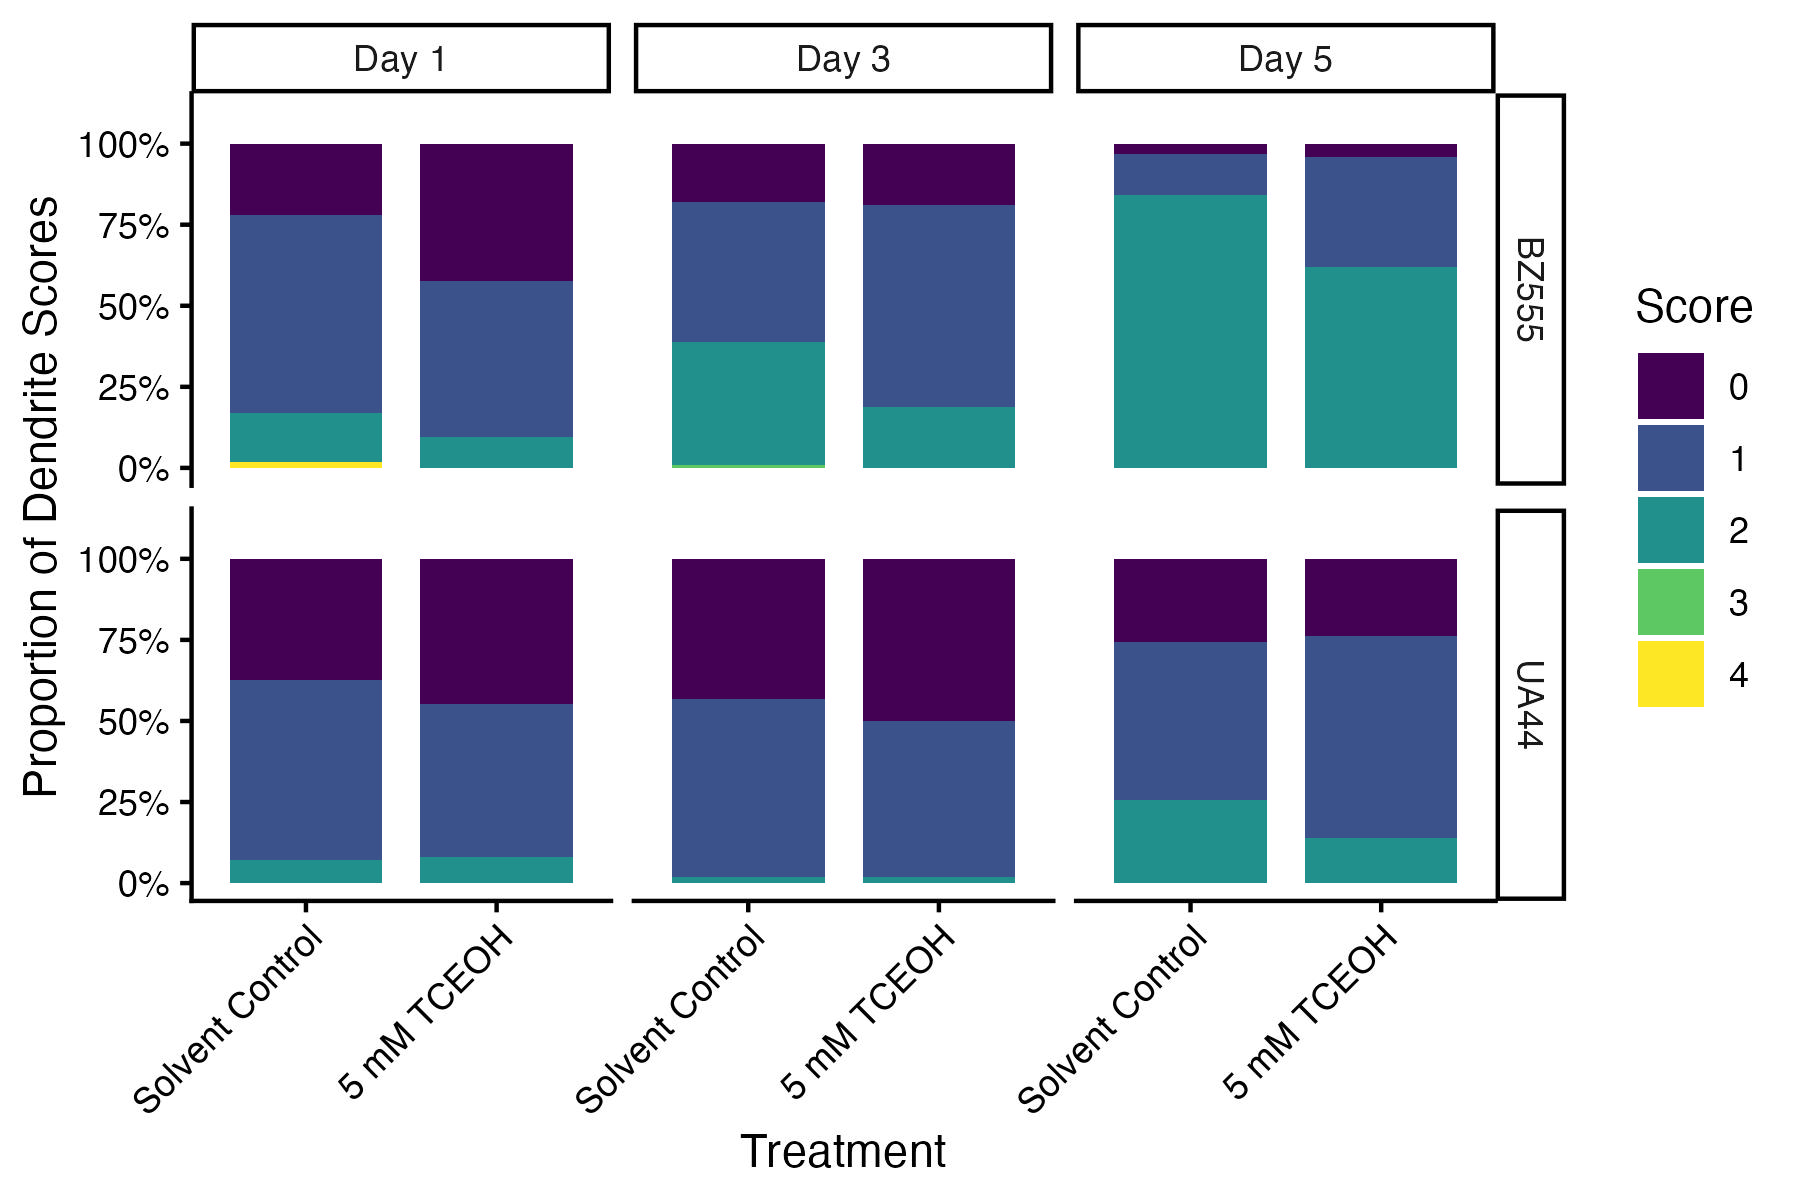 Day 1
Day 3
Day 5
Proportion of Dendrite Scores
100%
75%
50%
25%
0%
BZ555
100%
75%
50%
25%
0%
UA44
Solvent Control
5 mM TCEOH
Solvent Control
5 mM TCEOH
Solvent Control
5 mM TCEOH
Treatment
Score
0
1
2
3
4